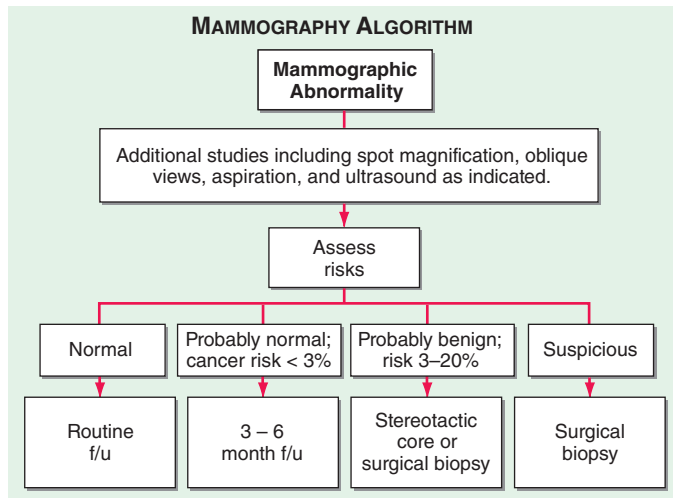 MAMMOGRAPHY ALGORITHM
Mammographic
Abnormality
Additional studies including spot magnification, oblique
views, aspiration, and ultrasound as indicated.
Assess
risks
Normal
Probably normal;
cancer risk < 3%
Probably benign;
risk 3–20%
Suspicious
Routine
f/u
3 – 6
month f/u
Stereotactic
core or
surgical biopsy
Surgical
biopsy